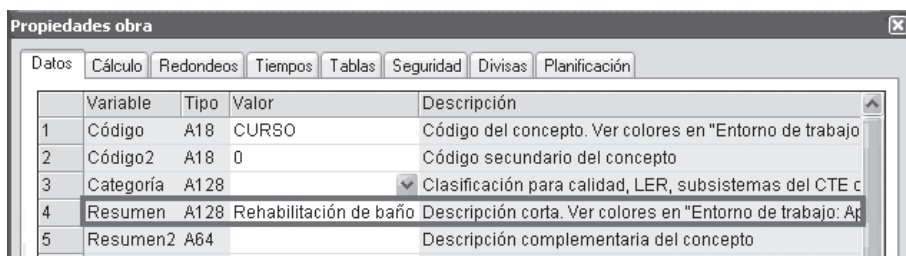 Propiedades obra
Datos Cálculo Redondeos Tiempos Tablas Seguridad Divisas Planificación
Variable Tipo Valor Descripción
1 Código A18 CURSO Código del concepto. Ver colores en "Entorno de trabajo
2 Código2 A18 0 Código secundario del concepto
3 Categoría A128 Clasificación para calidad, LER, subsistemas del CTE
4 Resumen A128 Rehabilitación de baño Descripción corta. Ver colores en "Entorno de trabajo:
5 Resumen2 A64 Descripción complementaria del concepto